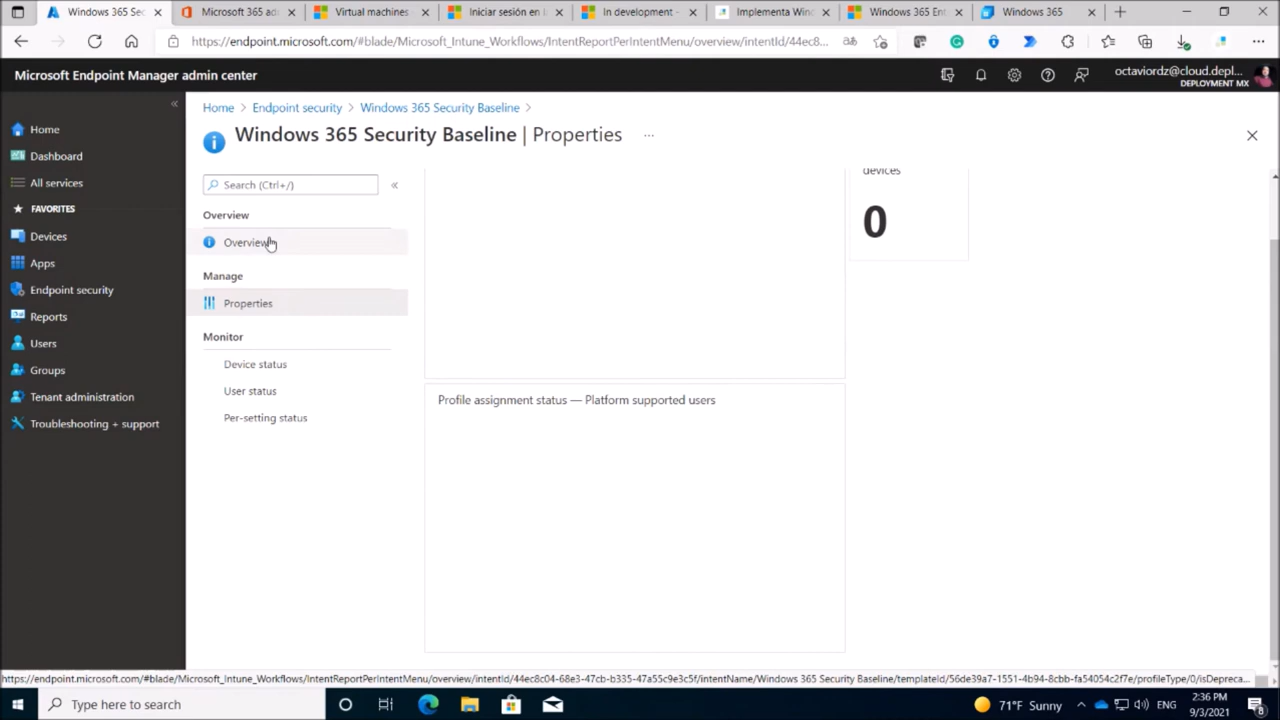 Windows 365 Sec
Microsoft 365 ad
Virtual machines -
Iniciar sesión en l
In development -
Implementa Winc
Windows 365 Ent
Windows 365
https://endpoint.microsoft.com/#blade/Microsoft_Intune_Workflows/IntentReportPerIntentMenu/overview/intentId/44ec8...
Microsoft Endpoint Manager admin center
octaviordz@cloud.depl...
DEPLOYMENT MX
Home > Endpoint security > Windows 365 Security Baseline >
Windows 365 Security Baseline | Properties ...
Home
Dashboard
All services
FAVORITES
Devices
Apps
Endpoint security
Reports
Users
Groups
Tenant administration
Troubleshooting + support
Search (Ctrl+/)
Overview
Overview
Manage
Properties
Monitor
Device status
User status
Per-setting status
devices
0
Profile assignment status — Platform supported users
https://endpoint.microsoft.com/#blade/Microsoft_Intune_Workflows/IntentReportPerIntentMenu/overview/intentId/44ec8c04-68e3-47cb-b335-47a55c9e3c5f/intentName/Windows 365 Security Baseline/templateId/56de39a7-1551-4b94-8cbb-fa54054c2f7e/profileType/0/isDepreca...
Type here to search
71°F Sunny
ENG
2:36 PM
9/3/2021
8